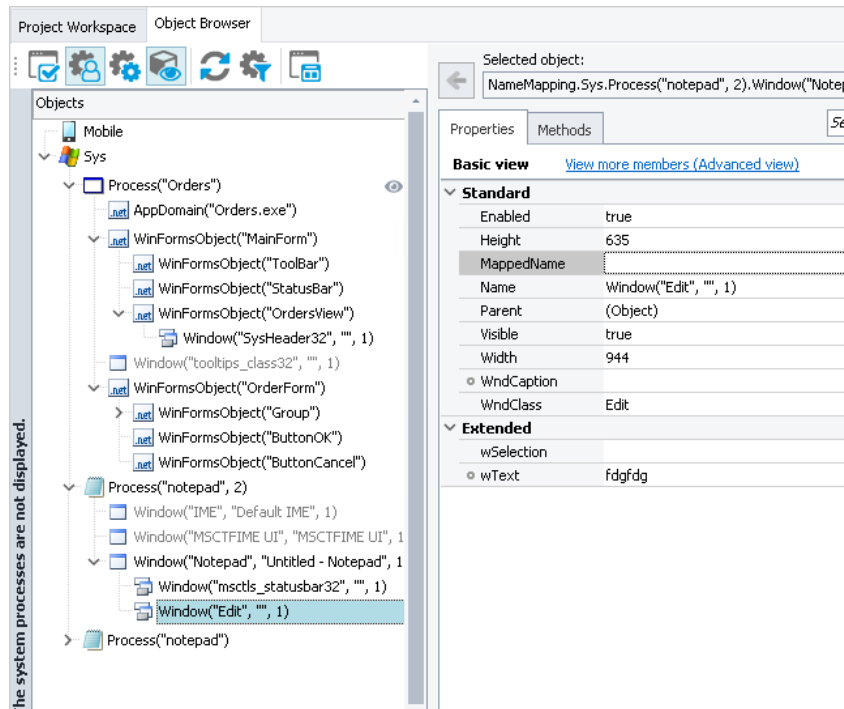 Project Workspace
Object Browser
Objects
Mobile
Sys
Process("Orders")
AppDomain("Orders.exe")
WinFormsObject("MainForm")
WinFormsObject("ToolBar")
WinFormsObject("StatusBar")
WinFormsObject("OrdersView")
Window("SysHeader32", "", 1)
Window("tooltips_class32", "", 1)
WinFormsObject("OrderForm")
WinFormsObject("Group")
WinFormsObject("ButtonOK")
WinFormsObject("ButtonCancel")
Process("notepad", 2)
Window("IME", "Default IME", 1)
Window("MSCTFIME UI", "MSCTFIME UI", 1
Window("Notepad", "Untitled - Notepad", 1
Window("msctls_statusbar32", "", 1)
Window("Edit", "", 1)
Process("notepad")
he system processes are not displayed.
Selected object:
NameMapping.Sys.Process("notepad", 2).Window("Notep
Properties
Methods
Se
Basic view View more members (Advanced view)
Standard
Enabled true
Height 635
MappedName
Name Window("Edit", "", 1)
Parent (Object)
Visible true
Width 944
WndCaption
WndClass Edit
Extended
wSelection
wText fdgfdg